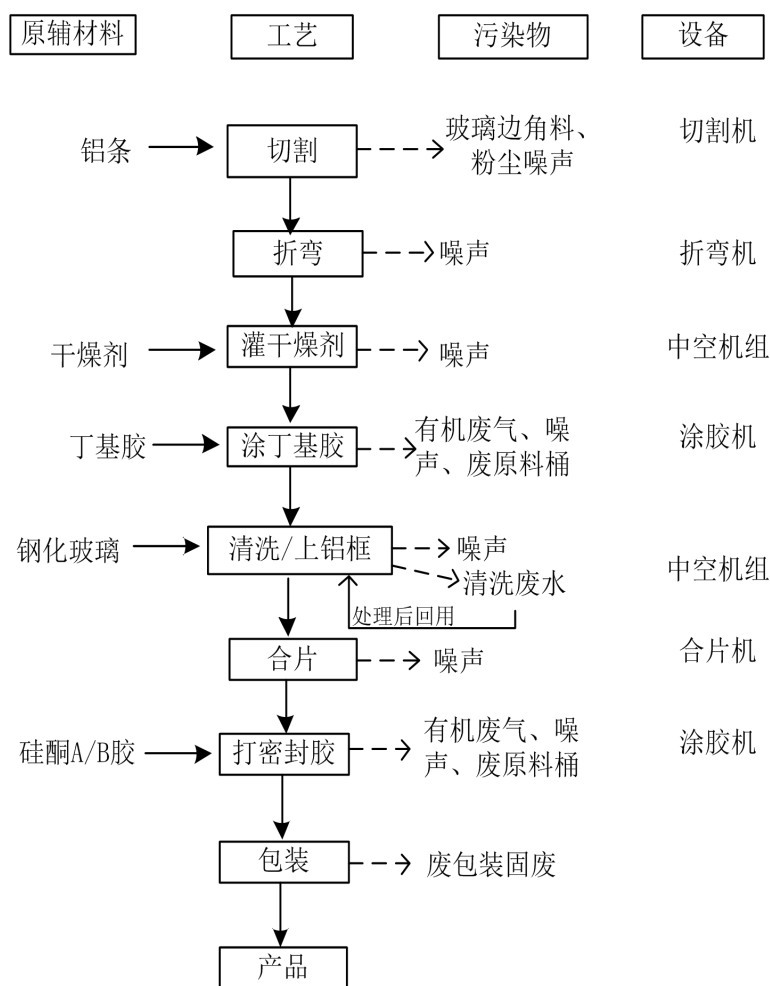 原辅材料 工艺 污染物 设备
铝条 切割 玻璃边角料、 切割机
粉尘噪声
折弯 噪声 折弯机
干燥剂 灌干燥剂 噪声 中空机组
丁基胶 涂丁基胶 有机废气、噪 涂胶机
声、废原料桶
钢化玻璃 清洗/上铝框 噪声 中空机组
清洗废水
处理后回用
合片 噪声 合片机
硅酮A/B胶 打密封胶 有机废气、噪 涂胶机
声、废原料桶
包装 废包装固废
产品